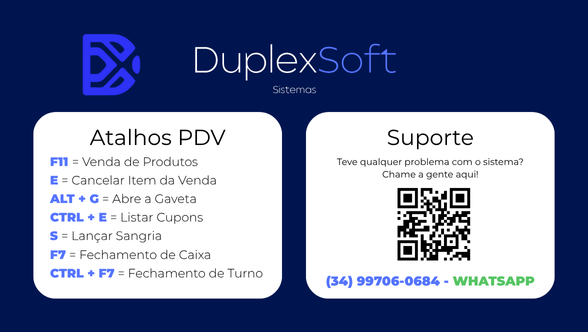 DuplexSoft
Sistemas
Atalhos PDV
F11 = Venda de Produtos
E = Cancelar Item da Venda
ALT + G = Abre a Gaveta
CTRL + E = Listar Cupons
S = Lançar Sangria
F7 = Fechamento de Caixa
CTRL + F7 = Fechamento de Turno
Suporte
Teve qualquer problema com o sistema?
Chame a gente aqui!
(34) 99706-0684 - WHATSAPP